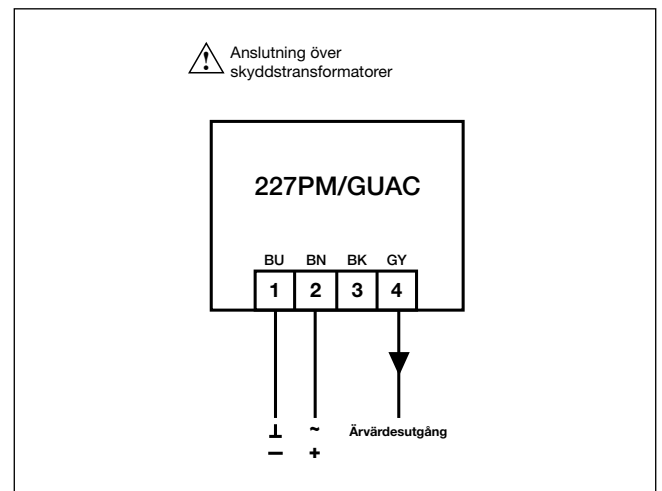 Anslutning över
skyddstransformatorer
227PM/GUAC
BU BN BK GY
1 2 3 4
⊥ ~ Ärvärdesutgång
− +